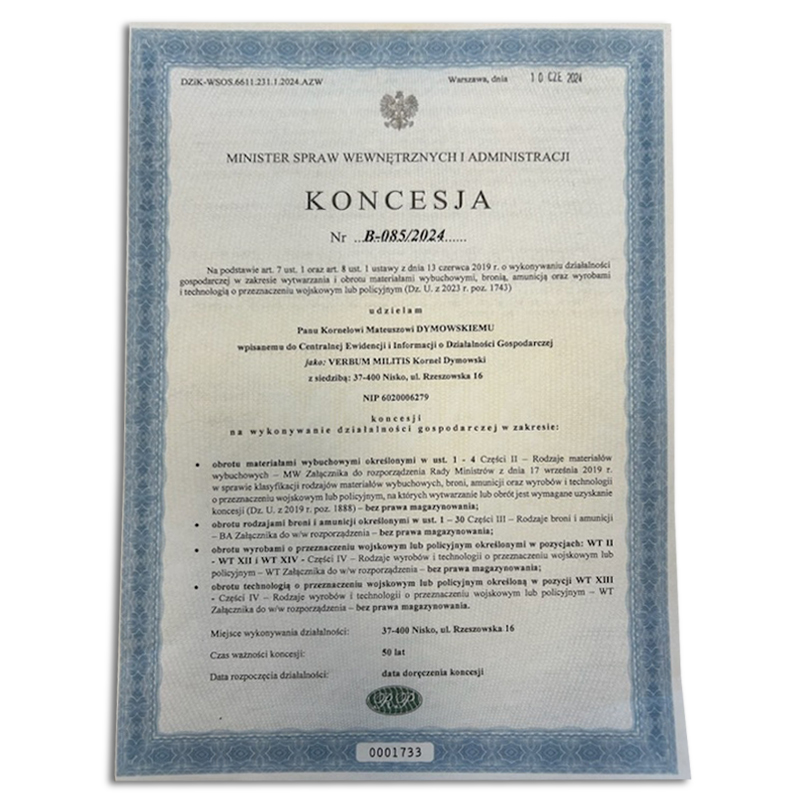 DZiK-WSOS.6611.231.1.2024.AZW
Warszawa, dnia 10 CZE 2024
MINISTER SPRAW WEWNĘTRZNYCH I ADMINISTRACJI
KONCESJA
Nr ...B-085/2024......
Na podstawie art. 7 ust. 1 oraz art. 8 ust. 1 ustawy z dnia 13 czerwca 2019 r. o wykonywaniu działalności
gospodarczej w zakresie wytwarzania i obrotu materiałami wybuchowymi, bronią, amunicją oraz wyrobami
i technologią o przeznaczeniu wojskowym lub policyjnym (Dz. U. z 2023 r. poz. 1743)
udzielam
Panu Kornelowi Mateuszowi DYMOWSKIEMU
wpisanemu do Centralnej Ewidencji i Informacji o Działalności Gospodarczej
jako: VERBUM MILITIS Kornel Dymowski
z siedzibą: 37-400 Nisko, ul. Rzeszowska 16
NIP 6020006279
koncesji
na wykonywanie działalności gospodarczej w zakresie:
• obrotu materiałami wybuchowymi określonymi w ust. 1 - 4 Części II – Rodzaje materiałów
wybuchowych – MW Załącznika do rozporządzenia Rady Ministrów z dnia 17 września 2019 r.
w sprawie klasyfikacji rodzajów materiałów wybuchowych, broni, amunicji oraz wyrobów i technologii
o przeznaczeniu wojskowym lub policyjnym, na których wytwarzanie lub obrót jest wymagane uzyskanie
koncesji (Dz. U. z 2019 r. poz. 1888) – bez prawa magazynowania;
• obrotu rodzajami broni i amunicji określonymi w ust. 1 – 30 Części III – Rodzaje broni i amunicji
– BA Załącznika do w/w rozporządzenia – bez prawa magazynowania;
• obrotu wyrobami o przeznaczeniu wojskowym lub policyjnym określonymi w pozycjach: WT II
- WT XII i WT XIV - Części IV – Rodzaje wyrobów i technologii o przeznaczeniu wojskowym lub
policyjnym – WT Załącznika do w/w rozporządzenia – bez prawa magazynowania;
• obrotu technologią o przeznaczeniu wojskowym lub policyjnym określoną w pozycji WT XIII
- Części IV – Rodzaje wyrobów i technologii o przeznaczeniu wojskowym lub policyjnym – WT
Załącznika do w/w rozporządzenia – bez prawa magazynowania.
Miejsce wykonywania działalności: 37-400 Nisko, ul. Rzeszowska 16
Czas ważności koncesji: 50 lat
Data rozpoczęcia działalności: data doręczenia koncesji
RP
0001733